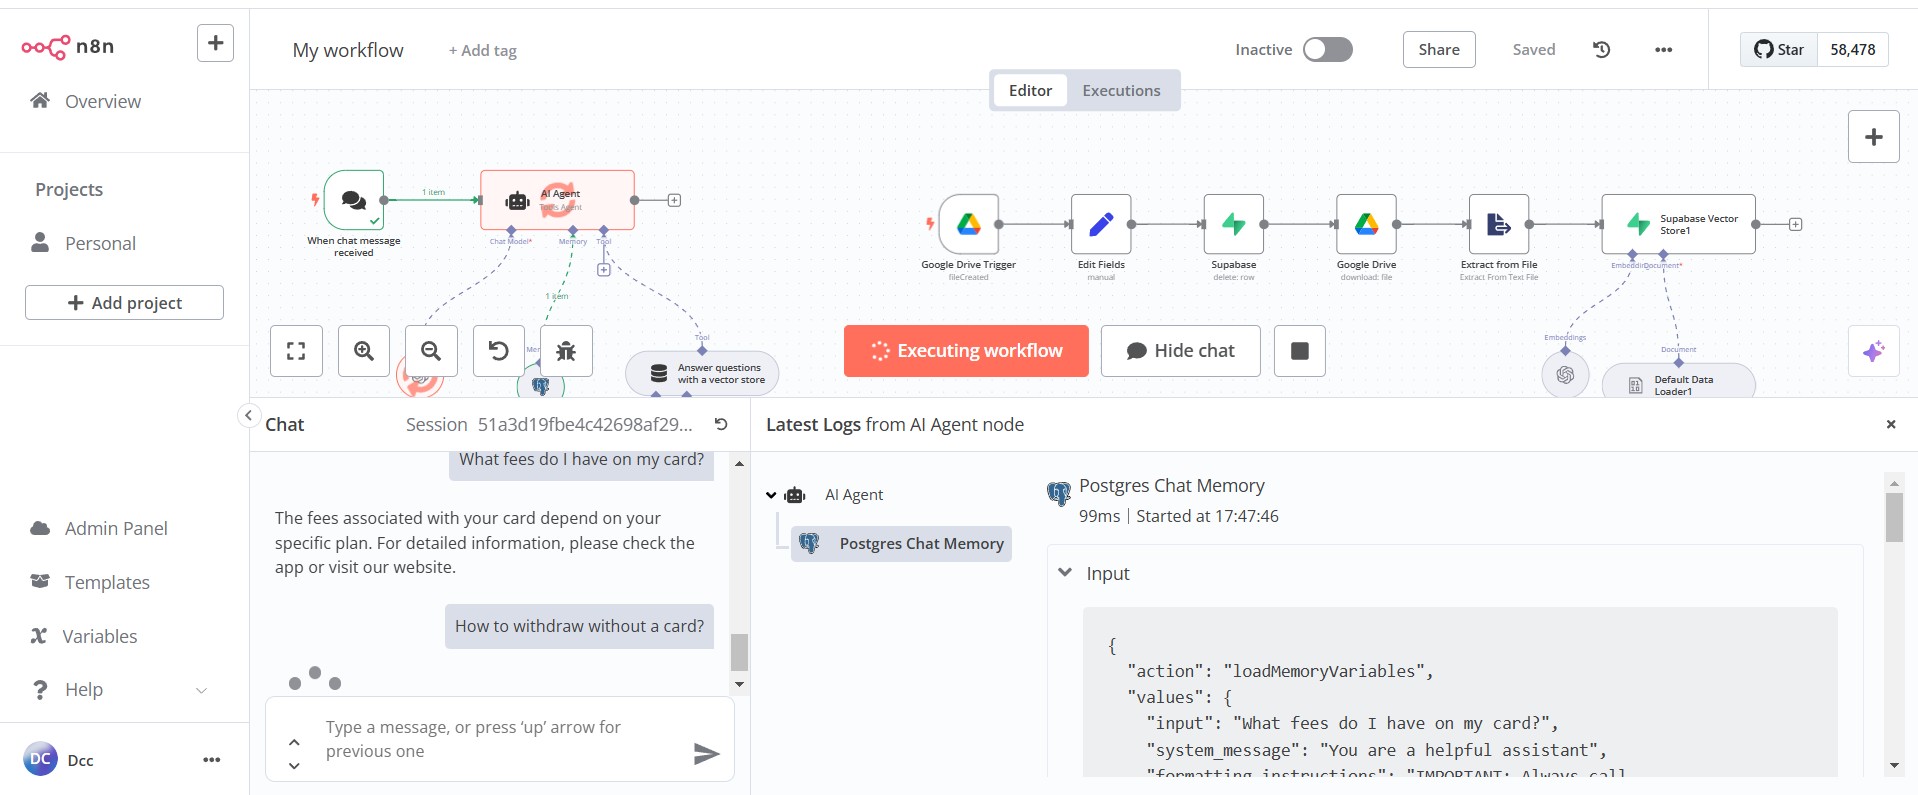 n8n
My workflow
+ Add tag
Inactive
Share
Saved
Star
58,478
Overview
Editor
Executions
Projects
Personal
Add project
1 item
AI Agent
Tools Agent
When chat message
received
Chat Model*
Memory
Tool
1 item
Tool
Answer questions
with a vector store
Google Drive Trigger
fileCreated
Edit Fields
manual
Supabase
delete: row
Google Drive
download: file
Extract from File
Extract From Text File
Supabase Vector
Store1
Document*
Embeddings
Document
Default Data
Loader1
Executing workflow
Hide chat
Chat
Session 51a3d19fbe4c42698af29...
What fees do I have on my card?
The fees associated with your card depend on your
specific plan. For detailed information, please check the
app or visit our website.
How to withdraw without a card?
Type a message, or press ‘up’ arrow for
previous one
Latest Logs from AI Agent node
AI Agent
Postgres Chat Memory
Postgres Chat Memory
99ms | Started at 17:47:46
Input
{
"action": "loadMemoryVariables",
"values": {
"input": "What fees do I have on my card?",
"system_message": "You are a helpful assistant",
"formatting_instructions": "IMPORTANT: Always call
Admin Panel
Templates
Variables
Help
DC
Dcc